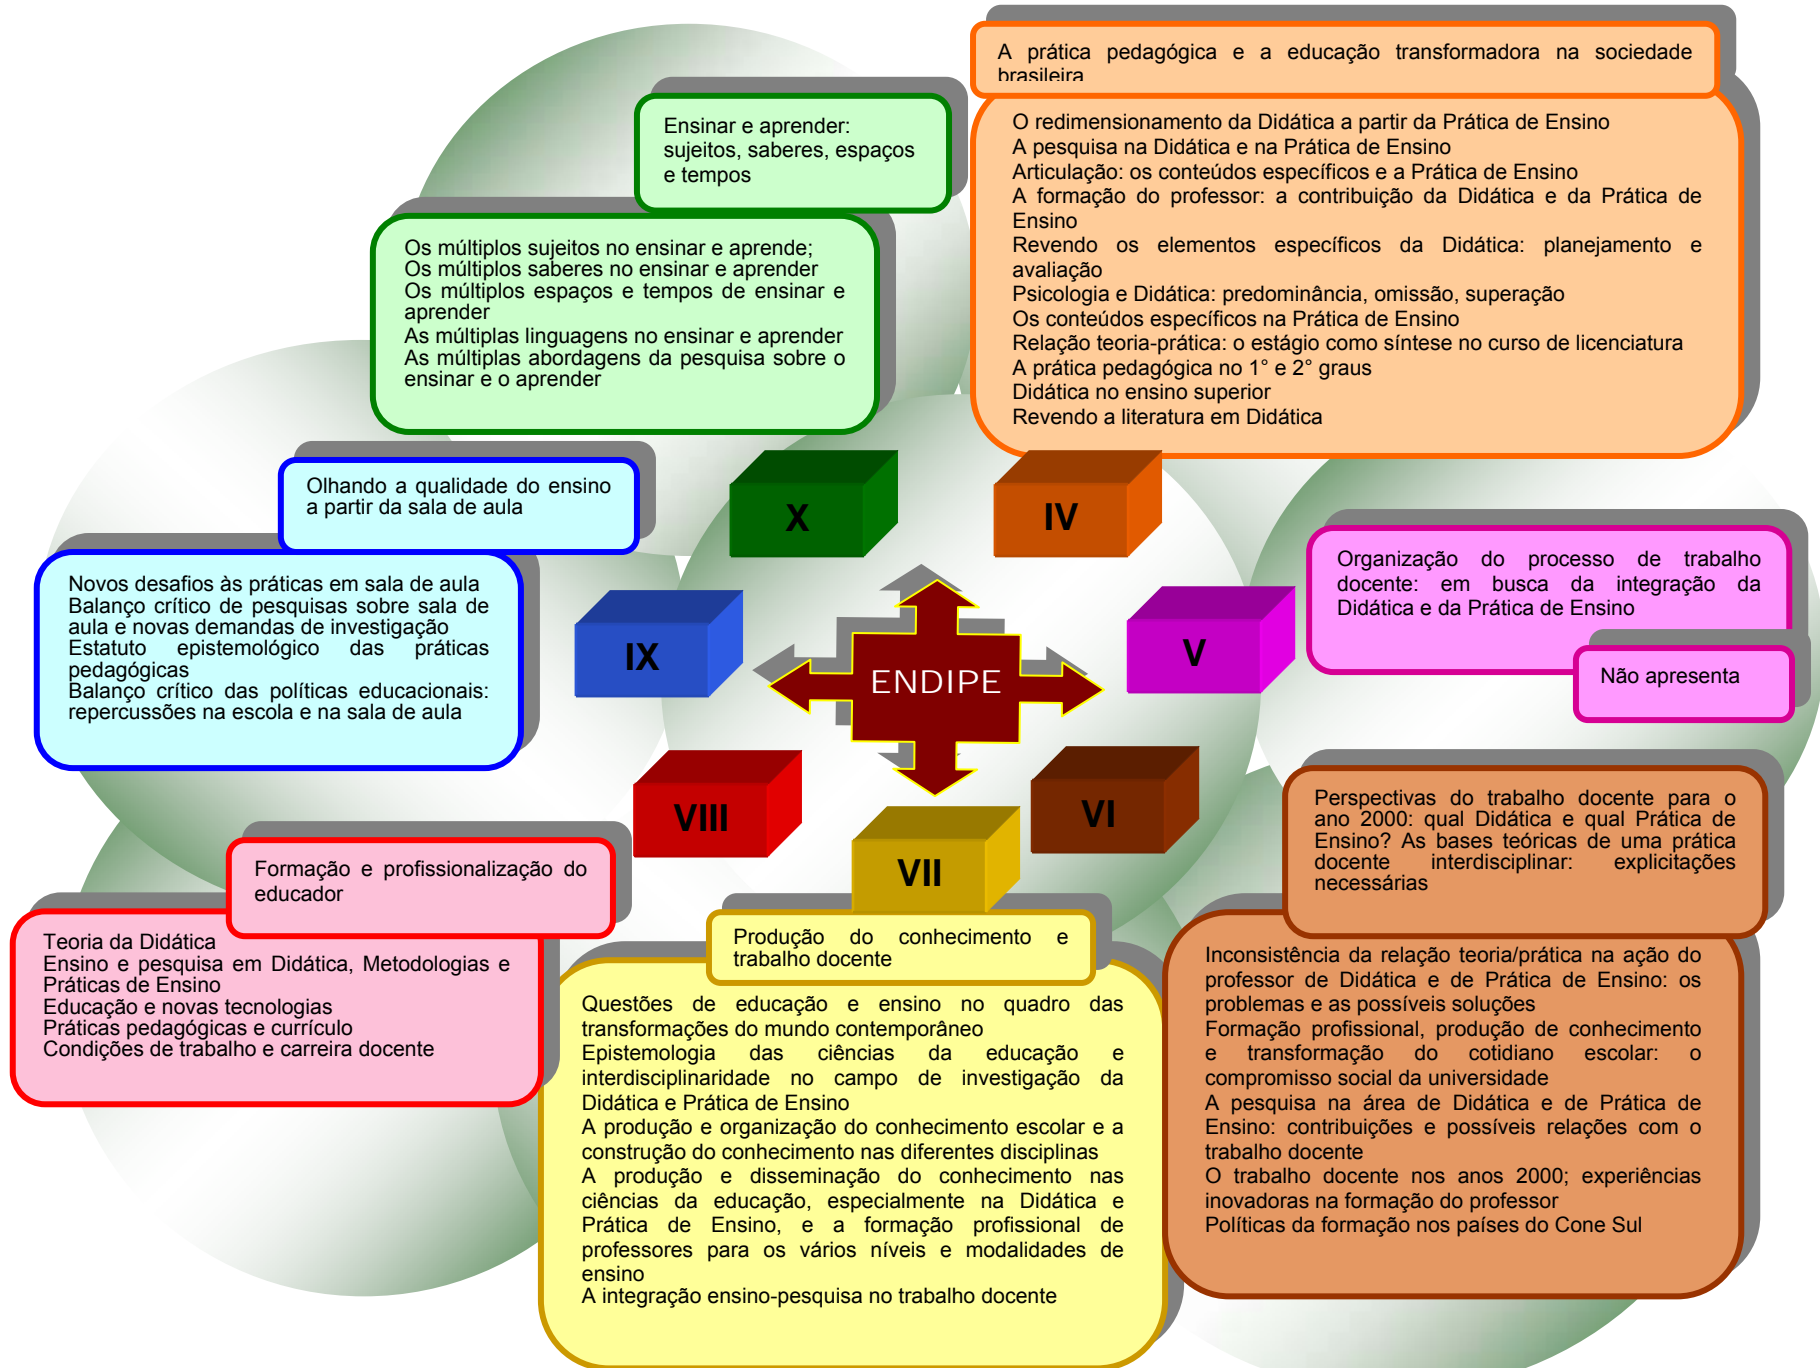 A prática pedagógica e a educação transformadora na sociedade
brasileira
O redimensionamento da Didática a partir da Prática de Ensino
A pesquisa na Didática e na Prática de Ensino
Articulação: os conteúdos específicos e a Prática de Ensino
A formação do professor: a contribuição da Didática e da Prática de
Ensino
Revendo os elementos específicos da Didática: planejamento e
avaliação
Psicologia e Didática: predominância, omissão, superação
Os conteúdos específicos na Prática de Ensino
Relação teoria-prática: o estágio como síntese no curso de licenciatura
A prática pedagógica no 1° e 2° graus
Didática no ensino superior
Revendo a literatura em Didática
Ensinar e aprender:
sujeitos, saberes, espaços
e tempos
Os múltiplos sujeitos no ensinar e aprende;
Os múltiplos saberes no ensinar e aprender
Os múltiplos espaços e tempos de ensinar e
aprender
As múltiplas linguagens no ensinar e aprender
As múltiplas abordagens da pesquisa sobre o
ensinar e o aprender
Olhando a qualidade do ensino
a partir da sala de aula
Novos desafios às práticas em sala de aula
Balanço crítico de pesquisas sobre sala de
aula e novas demandas de investigação
Estatuto epistemológico das práticas
pedagógicas
Balanço crítico das políticas educacionais:
repercussões na escola e na sala de aula
X
IV
IX
ENDIPE
V
VIII
VII
VI
Organização do processo de trabalho
docente: em busca da integração da
Didática e da Prática de Ensino
Não apresenta
Perspectivas do trabalho docente para o
ano 2000: qual Didática e qual Prática de
Ensino? As bases teóricas de uma prática
docente interdisciplinar: explicitações
necessárias
Inconsistência da relação teoria/prática na ação do
professor de Didática e de Prática de Ensino: os
problemas e as possíveis soluções
Formação profissional, produção de conhecimento
e transformação do cotidiano escolar: o
compromisso social da universidade
A pesquisa na área de Didática e de Prática de
Ensino: contribuições e possíveis relações com o
trabalho docente
O trabalho docente nos anos 2000; experiências
inovadoras na formação do professor
Políticas da formação nos países do Cone Sul
Formação e profissionalização do
educador
Teoria da Didática
Ensino e pesquisa em Didática, Metodologias e
Práticas de Ensino
Educação e novas tecnologias
Práticas pedagógicas e currículo
Condições de trabalho e carreira docente
Produção do conhecimento e
trabalho docente
Questões de educação e ensino no quadro das
transformações do mundo contemporâneo
Epistemologia das ciências da educação e
interdisciplinaridade no campo de investigação da
Didática e Prática de Ensino
A produção e organização do conhecimento escolar e a
construção do conhecimento nas diferentes disciplinas
A produção e disseminação do conhecimento nas
ciências da educação, especialmente na Didática e
Prática de Ensino, e a formação profissional de
professores para os vários níveis e modalidades de
ensino
A integração ensino-pesquisa no trabalho docente